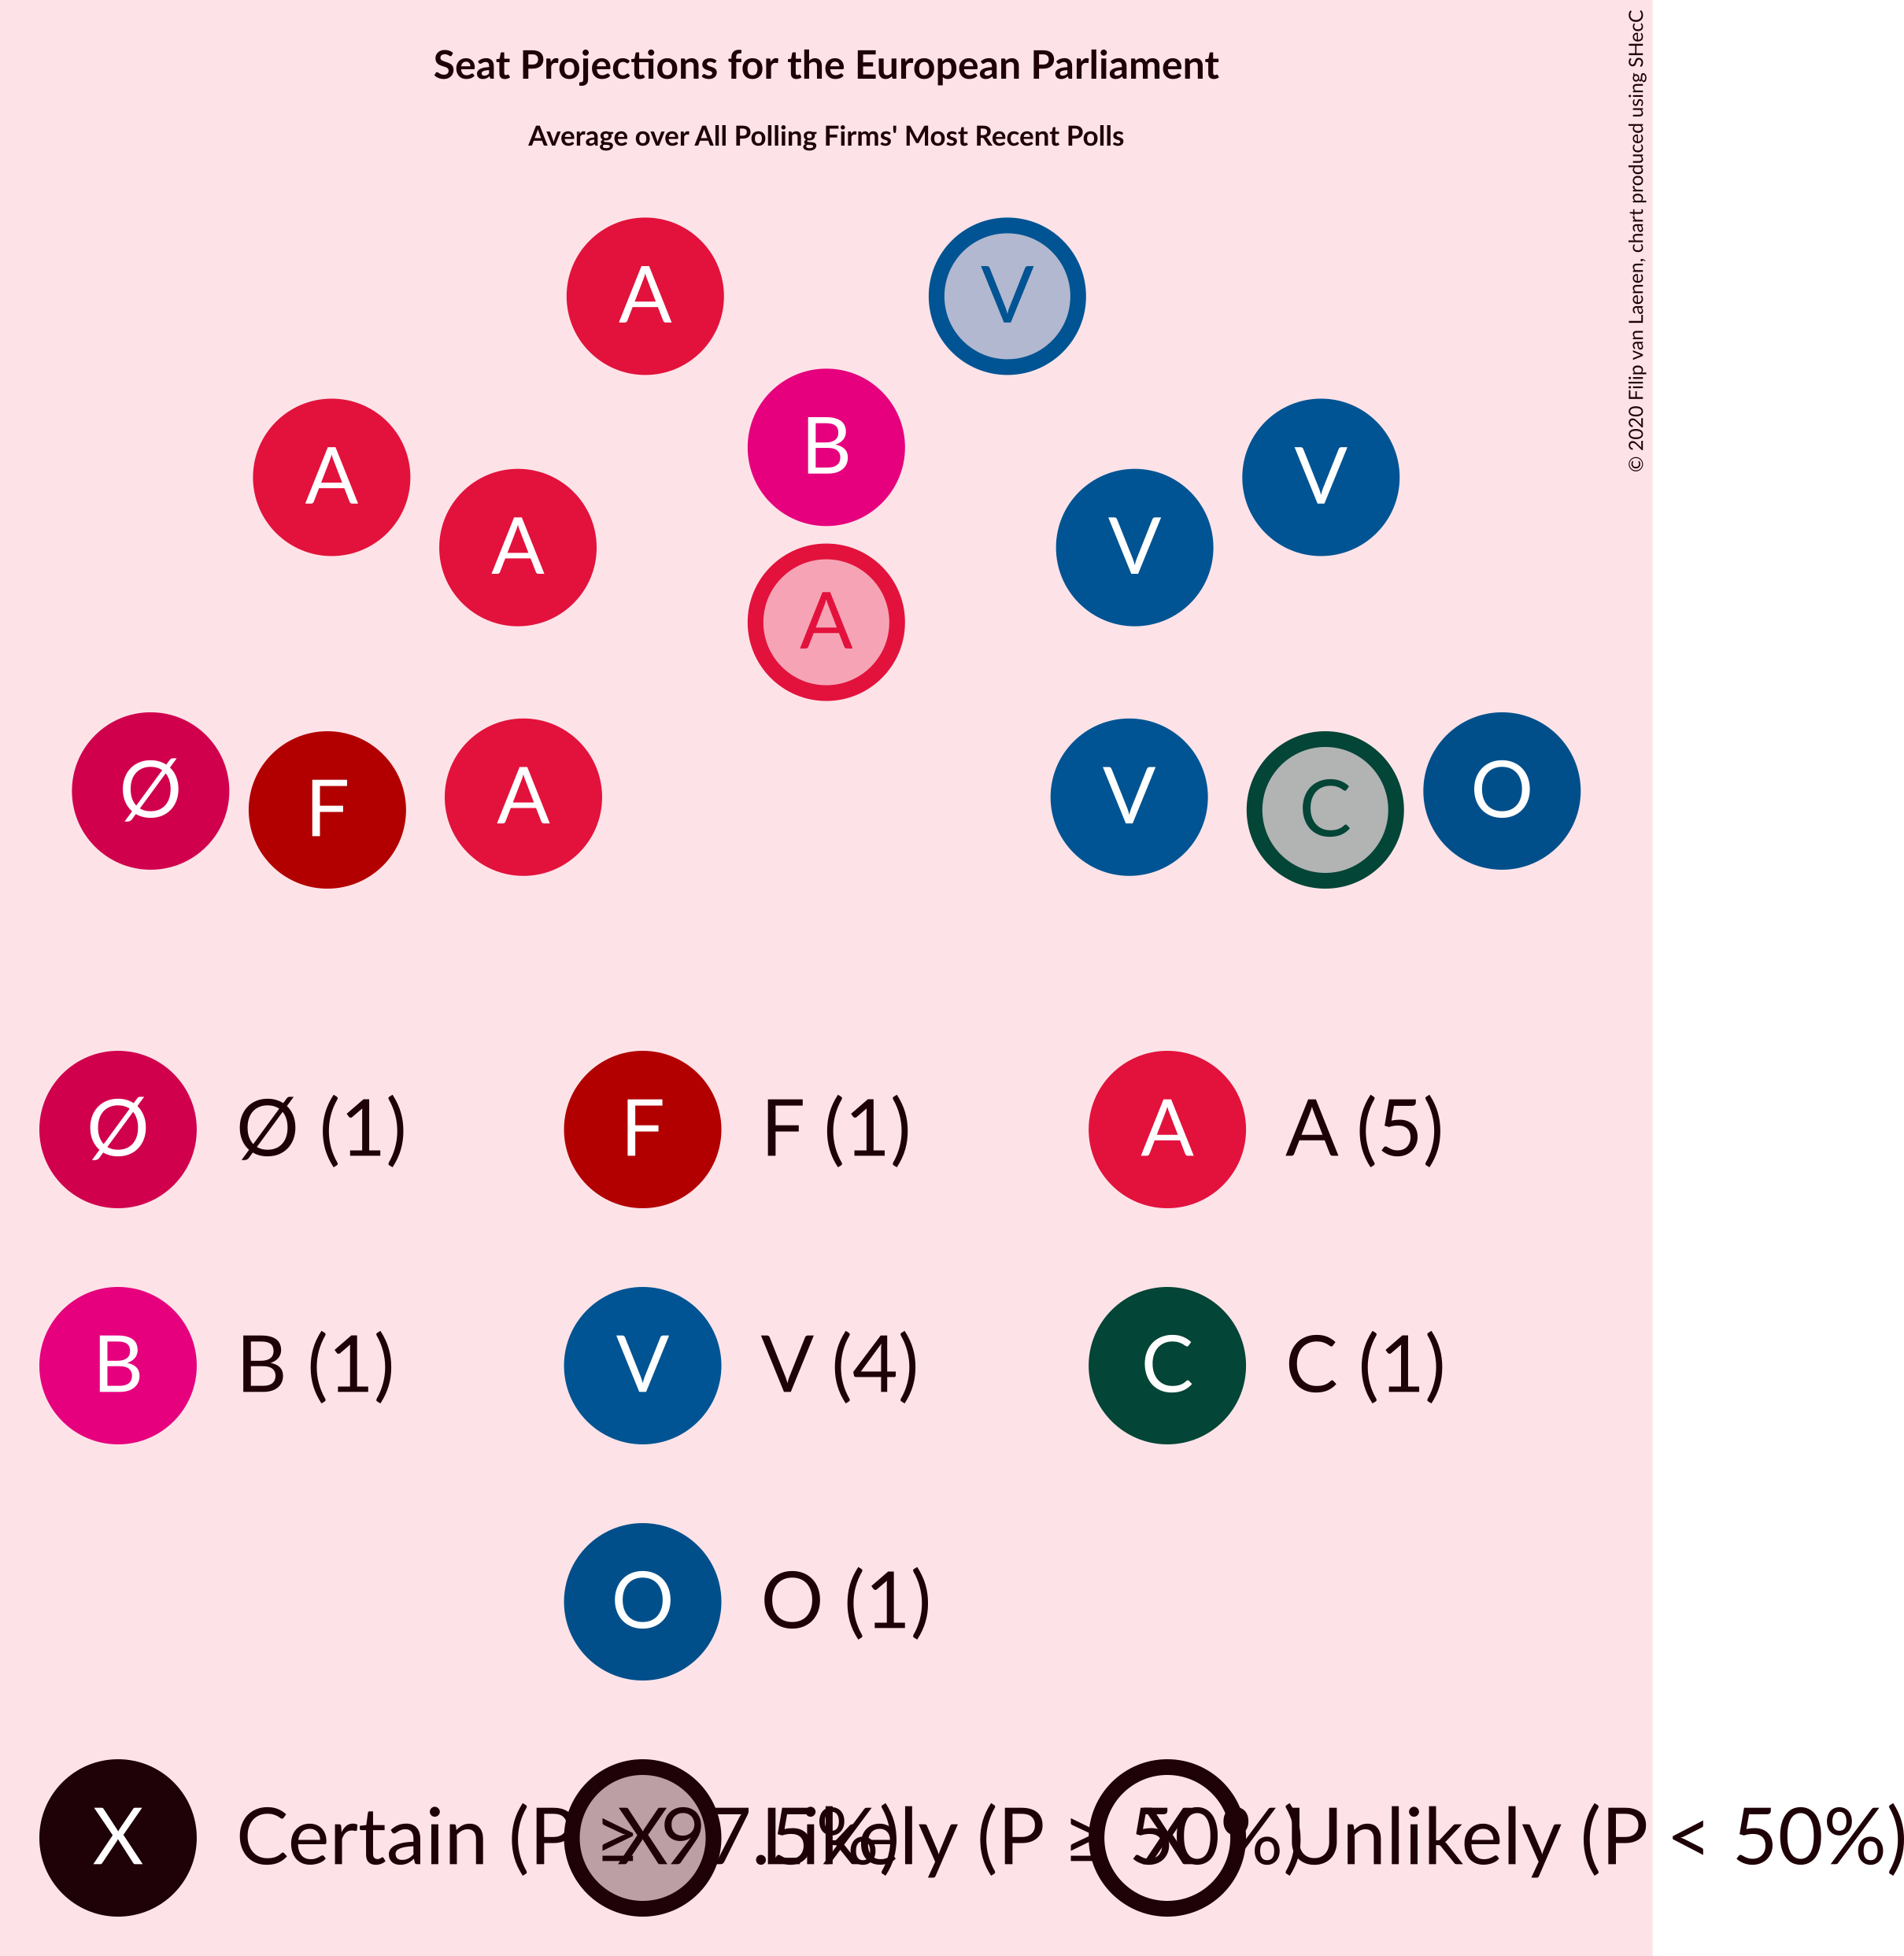 Seat Projections for the European Parliament
Average over All Polling Firms' Most Recent Polls
© 2020 Filip van Laenen, chart produced using SHecC
A V
B
A V
A V
A
Ø O
A V
F C
Ø Ø (1) F F (1) A A (5)
B B (1) V V (4) C C (1)
O O (1)
X Certain (P ≥ 97.5%) X Likely (P ≥ 50%) X Unlikely (P < 50%)